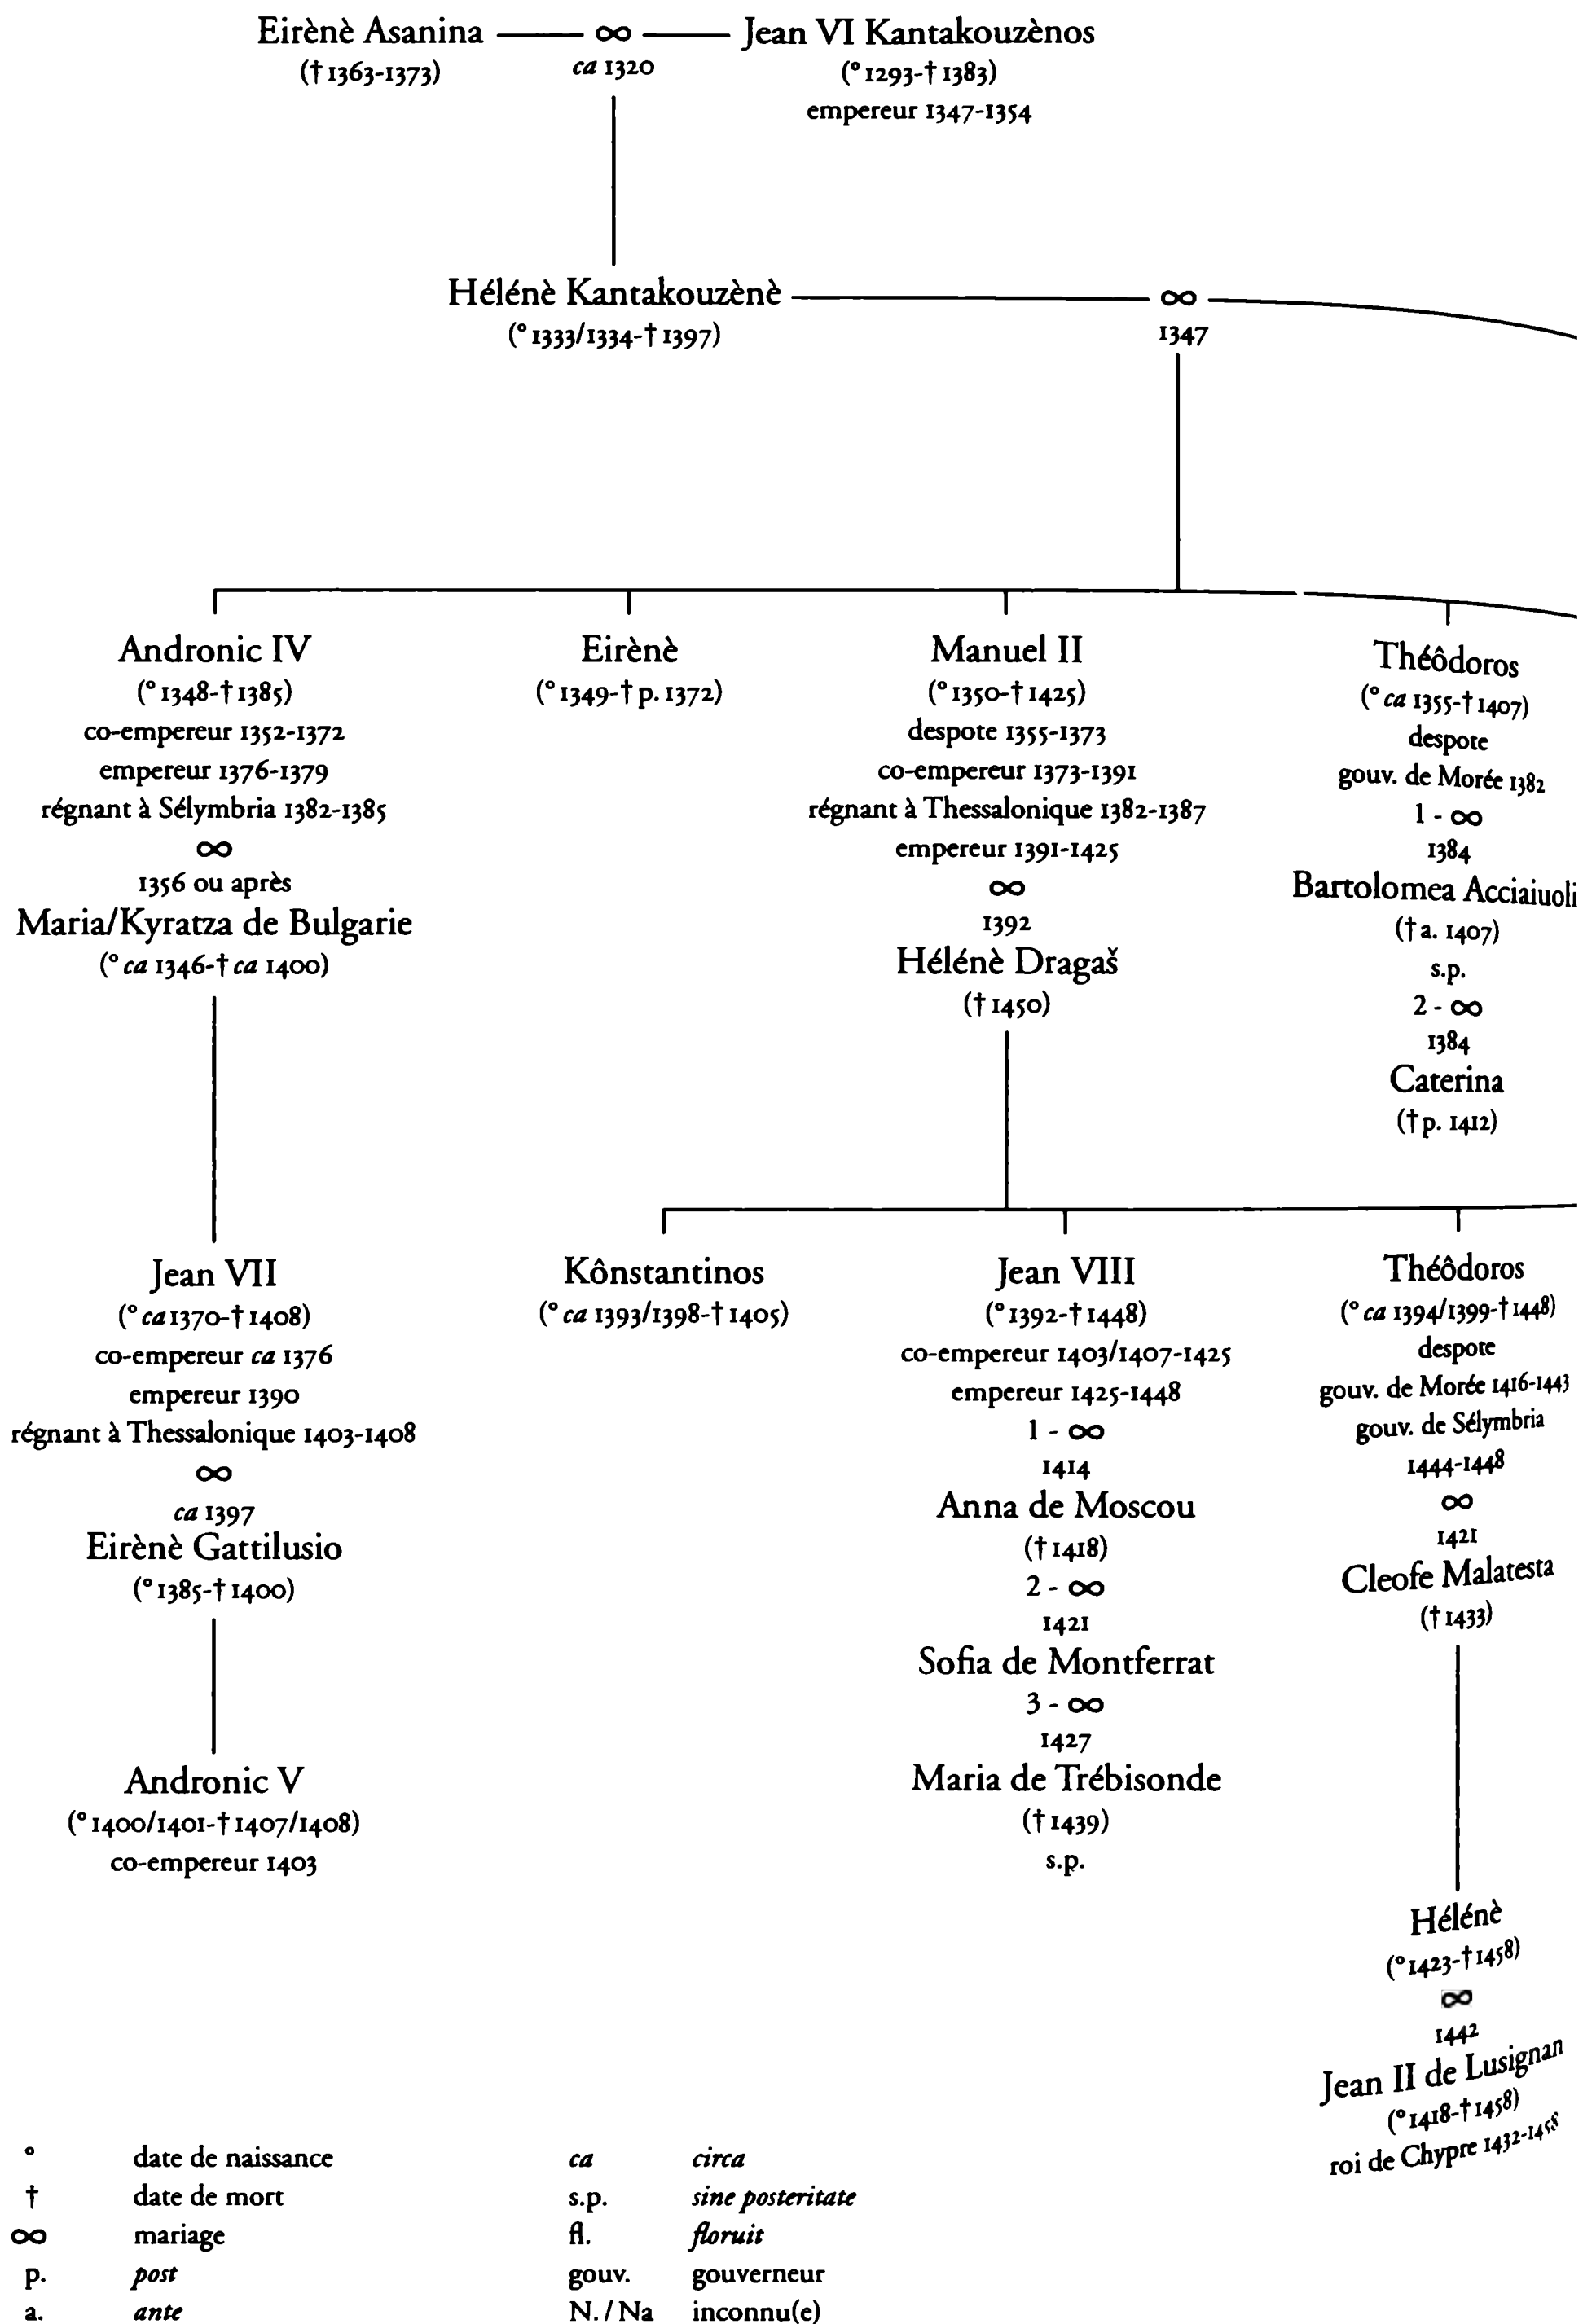 Eirènè Asanina ∞ Jean VI Kantakouzènos
(† 1363-1373) ca 1320 (° 1293-† 1383)
empereur 1347-1354
Hélénè Kantakouzènè ∞
(° 1333/1334-† 1397) 1347
Andronic IV
(° 1348-† 1385)
co-empereur 1352-1372
empereur 1376-1379
régnant à Sélymbria 1382-1385
∞
1356 ou après
Maria/Kyratza de Bulgarie
(° ca 1346-† ca 1400)
Eirènè
(° 1349-† p. 1372)
Manuel II
(° 1350-† 1425)
despote 1355-1373
co-empereur 1373-1391
régnant à Thessalonique 1382-1387
empereur 1391-1425
∞
1392
Hélénè Dragaš
(† 1450)
Théôdoros
(° ca 1355-† 1407)
despote
gouv. de Morée 1382
1 - ∞
1384
Bartolomea Acciaiuoli
(† a. 1407)
s.p.
2 - ∞
1384
Caterina
(† p. 1412)
Jean VII
(° ca 1370-† 1408)
co-empereur ca 1376
empereur 1390
régnant à Thessalonique 1403-1408
∞
ca 1397
Eirènè Gattilusio
(° 1385-† 1400)
Andronic V
(° 1400/1401-† 1407/1408)
co-empereur 1403
Kônstantinos
(° ca 1393/1398-† 1405)
Jean VIII
(° 1392-† 1448)
co-empereur 1403/1407-1425
empereur 1425-1448
1 - ∞
1414
Anna de Moscou
(† 1418)
2 - ∞
1421
Sofia de Montferrat
3 - ∞
1427
Maria de Trébisonde
(† 1439)
s.p.
Théôdoros
(° ca 1394/1399-† 1448)
despote
gouv. de Morée 1416-1443
gouv. de Sélymbria
1444-1448
∞
1421
Cleofe Malatesta
(† 1433)
Hélénè
(° 1423-† 1458)
∞
1442
Jean II de Lusignan
(° 1418-† 1458)
roi de Chypre 1432-1458
° date de naissance ca circa
† date de mort s.p. sine posteritate
∞ mariage fl. floruit
p. post gouv. gouverneur
a. ante N. / Na inconnu(e)